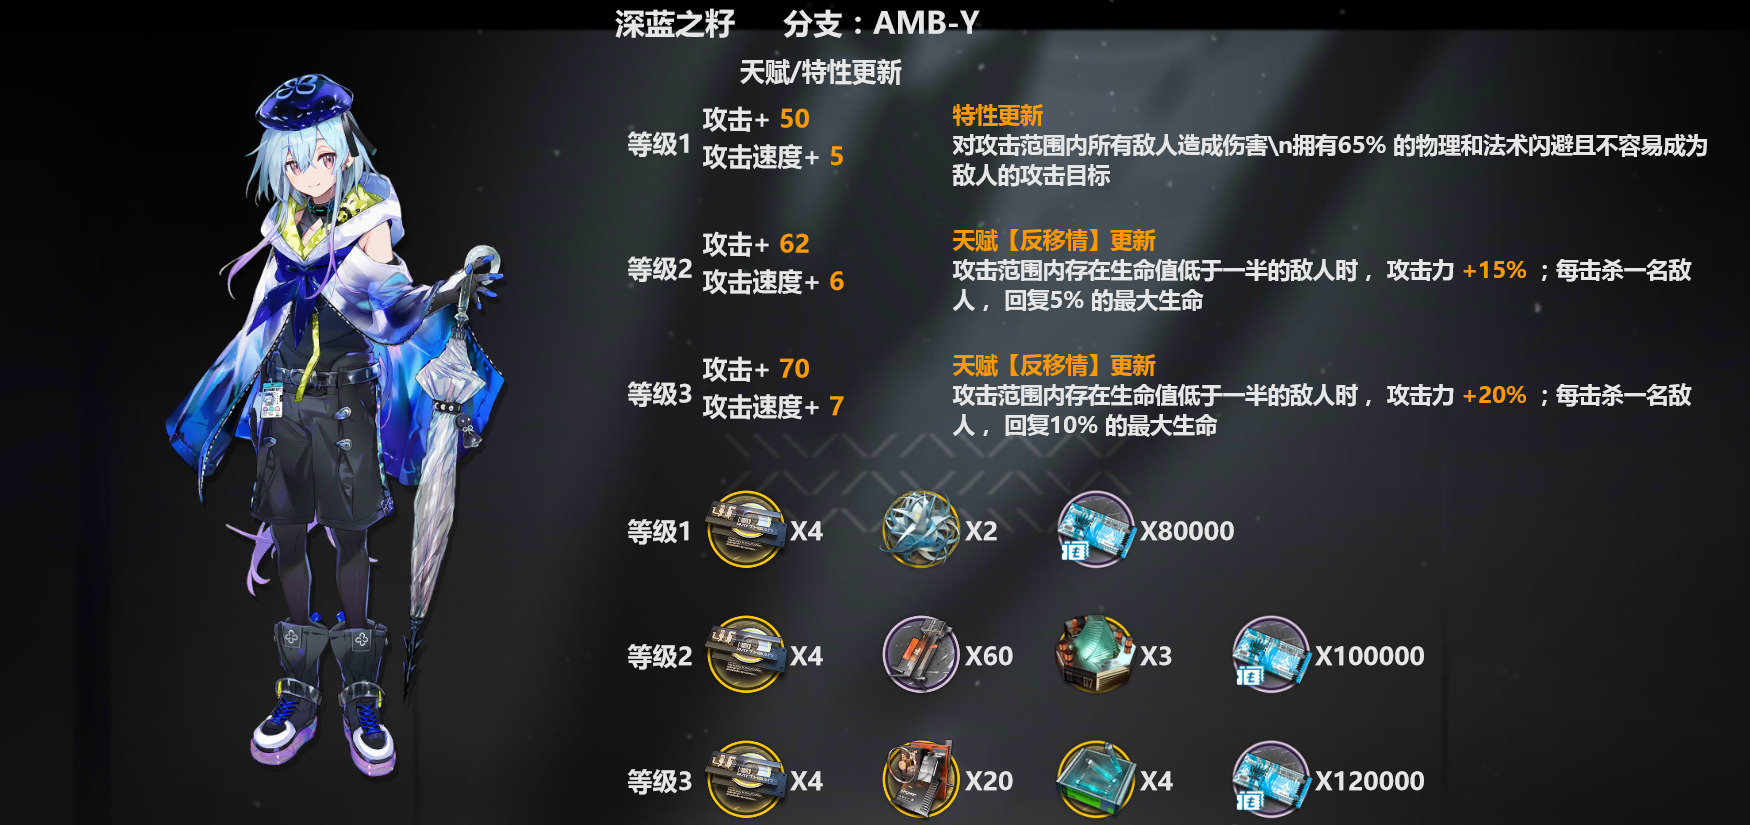 深蓝之籽 分支：AMB-Y
天赋/特性更新
等级1
攻击+ 50
攻击速度+ 5
特性更新
对攻击范围内所有敌人造成伤害\n拥有65% 的物理和法术闪避且不容易成为
敌人的攻击目标
等级2
攻击+ 62
攻击速度+ 6
天赋【反移情】更新
攻击范围内存在生命值低于一半的敌人时， 攻击力 +15% ；每击杀一名敌
人， 回复5% 的最大生命
等级3
攻击+ 70
攻击速度+ 7
天赋【反移情】更新
攻击范围内存在生命值低于一半的敌人时， 攻击力 +20% ；每击杀一名敌
人， 回复10% 的最大生命
等级1 X4 X2 X80000
等级2 X4 X60 X3 X100000
等级3 X4 X20 X4 X120000